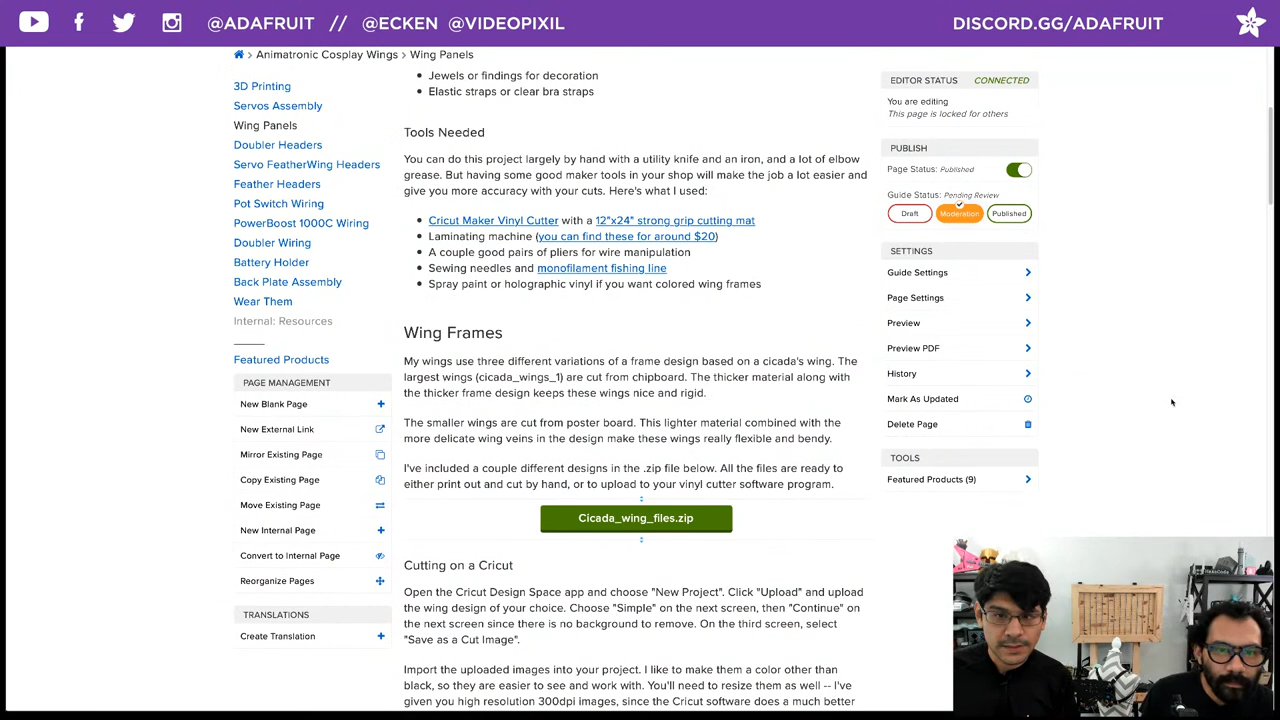 @ADAFRUIT // @ECKEN @VIDEOPIXIL
DISCORD.GG/ADAFRUIT
Animatronic Cosplay Wings > Wing Panels
3D Printing
Servos Assembly
Wing Panels
Doubler Headers
Servo FeatherWing Headers
Feather Headers
Pot Switch Wiring
PowerBoost 1000C Wiring
Doubler Wiring
Battery Holder
Back Plate Assembly
Wear Them
Internal: Resources
Featured Products
PAGE MANAGEMENT
New Blank Page
New External Link
Mirror Existing Page
Copy Existing Page
Move Existing Page
New Internal Page
Convert to Internal Page
Reorganize Pages
TRANSLATIONS
Create Translation
Jewels or findings for decoration
Elastic straps or clear bra straps
Tools Needed
You can do this project largely by hand with a utility knife and an iron, and a lot of elbow
grease. But having some good maker tools in your shop will make the job a lot easier and
give you more accuracy with your cuts. Here's what I used:
Cricut Maker Vinyl Cutter with a 12"x24" strong grip cutting mat
Laminating machine (you can find these for around $20)
A couple good pairs of pliers for wire manipulation
Sewing needles and monofilament fishing line
Spray paint or holographic vinyl if you want colored wing frames
Wing Frames
My wings use three different variations of a frame design based on a cicada's wing. The
largest wings (cicada_wings_1) are cut from chipboard. The thicker material along with
the thicker frame design keeps these wings nice and rigid.
The smaller wings are cut from poster board. This lighter material combined with the
more delicate wing veins in the design make these wings really flexible and bendy.
I've included a couple different designs in the .zip file below. All the files are ready to
either print out and cut by hand, or to upload to your vinyl cutter software program.
Cicada_wing_files.zip
Cutting on a Cricut
Open the Cricut Design Space app and choose "New Project". Click "Upload" and upload
the wing design of your choice. Choose "Simple" on the next screen, then "Continue" on
the next screen since there is no background to remove. On the third screen, select
"Save as a Cut Image".
Import the uploaded images into your project. I like to make them a color other than
black, so they are easier to see and work with. You'll need to resize them as well -- I've
given you high resolution 300dpi images, since the Cricut software does a much better
EDITOR STATUS CONNECTED
You are editing
This page is locked for others
PUBLISH
Page Status: Published
Guide Status: Pending Review
Draft Moderation Published
SETTINGS
Guide Settings
Page Settings
Preview
Preview PDF
History
Mark As Updated
Delete Page
TOOLS
Featured Products (9)